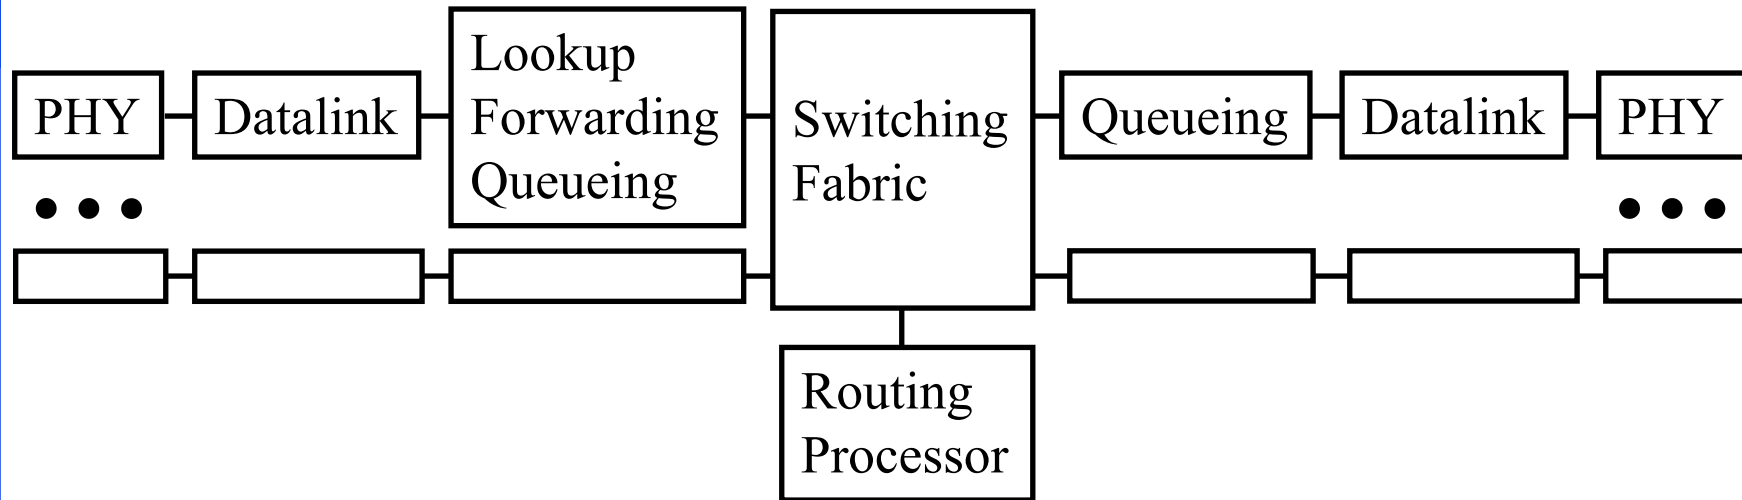 PHY
Datalink
Lookup
Forwarding
Queueing
Switching
Fabric
Queueing
Datalink
PHY
Routing
Processor